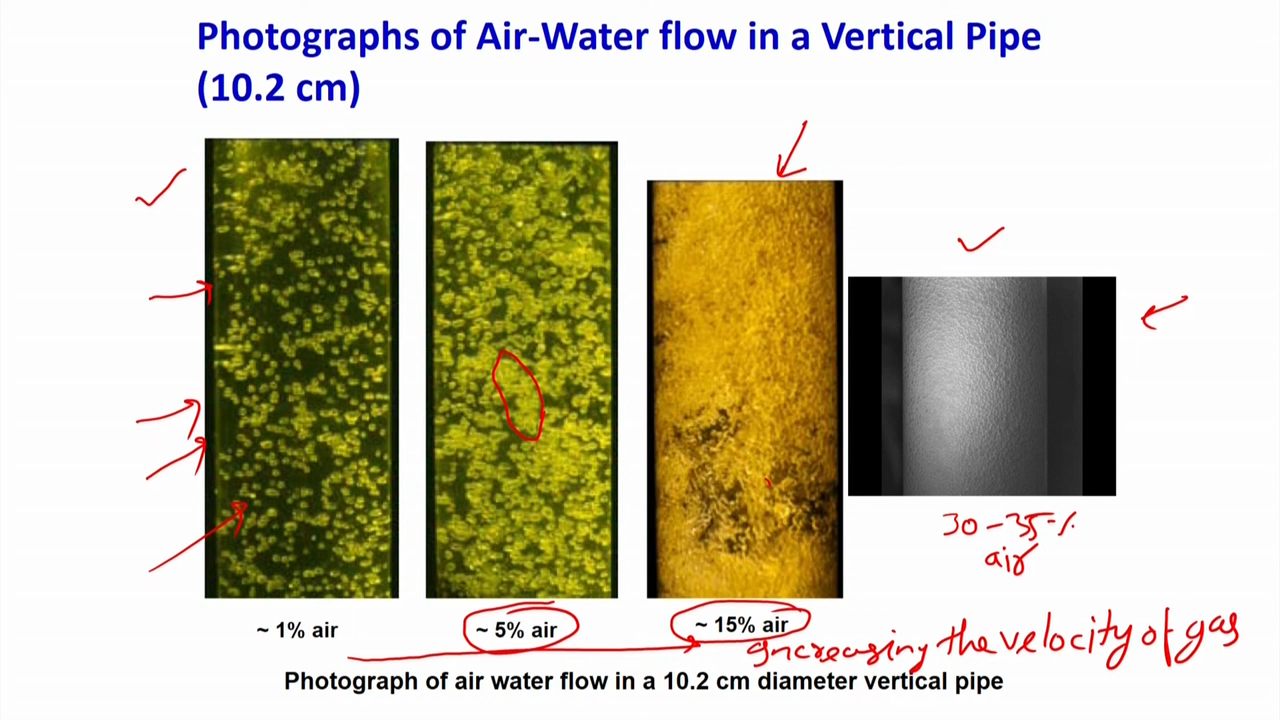 Photographs of Air-Water flow in a Vertical Pipe
(10.2 cm)
30-35%
air
~ 1% air
~ 5% air
~ 15% air
Increasing the velocity of gas
Photograph of air water flow in a 10.2 cm diameter vertical pipe